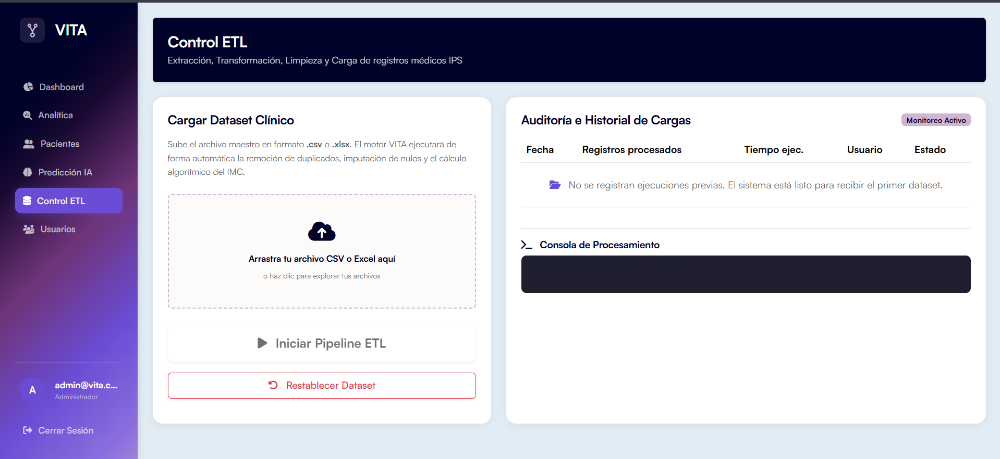 VITA
Dashboard
Analítica
Pacientes
Predicción IA
Control ETL
Usuarios
A
admin@vita.c...
Administrador
Cerrar Sesión
Control ETL
Extracción, Transformación, Limpieza y Carga de registros médicos IPS
Cargar Dataset Clínico
Sube el archivo maestro en formato .csv o .xlsx. El motor VITA ejecutará de
forma automática la remoción de duplicados, imputación de nulos y el cálculo
algorítmico del IMC.
Arrastra tu archivo CSV o Excel aquí
o haz clic para explorar tus archivos
Iniciar Pipeline ETL
Restablecer Dataset
Auditoría e Historial de Cargas
Monitoreo Activo
Fecha Registros procesados Tiempo ejec. Usuario Estado
No se registran ejecuciones previas. El sistema está listo para recibir el primer dataset.
Consola de Procesamiento